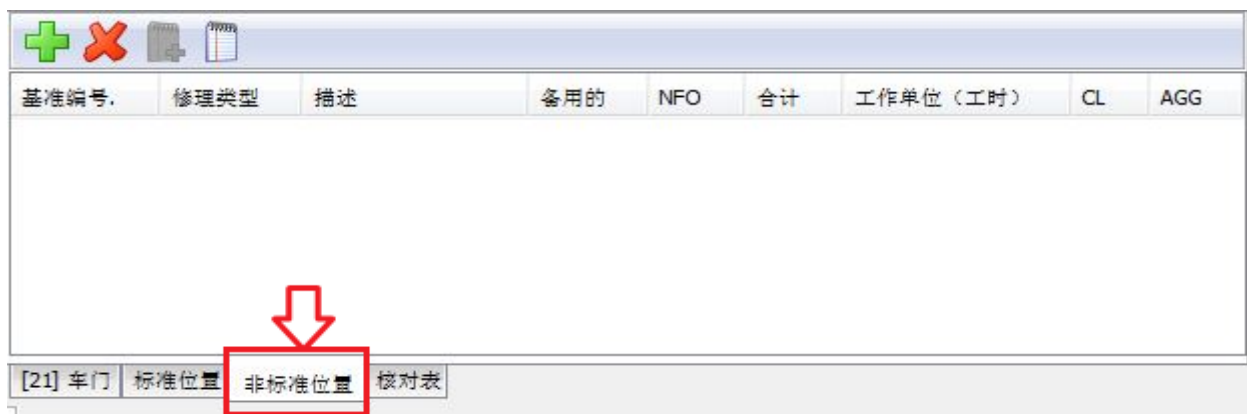 基准编号. 修理类型 描述 备用的 NFO 合计 工作单位（工时） CL AGG
[21] 车门 标准位置 非标准位置 核对表